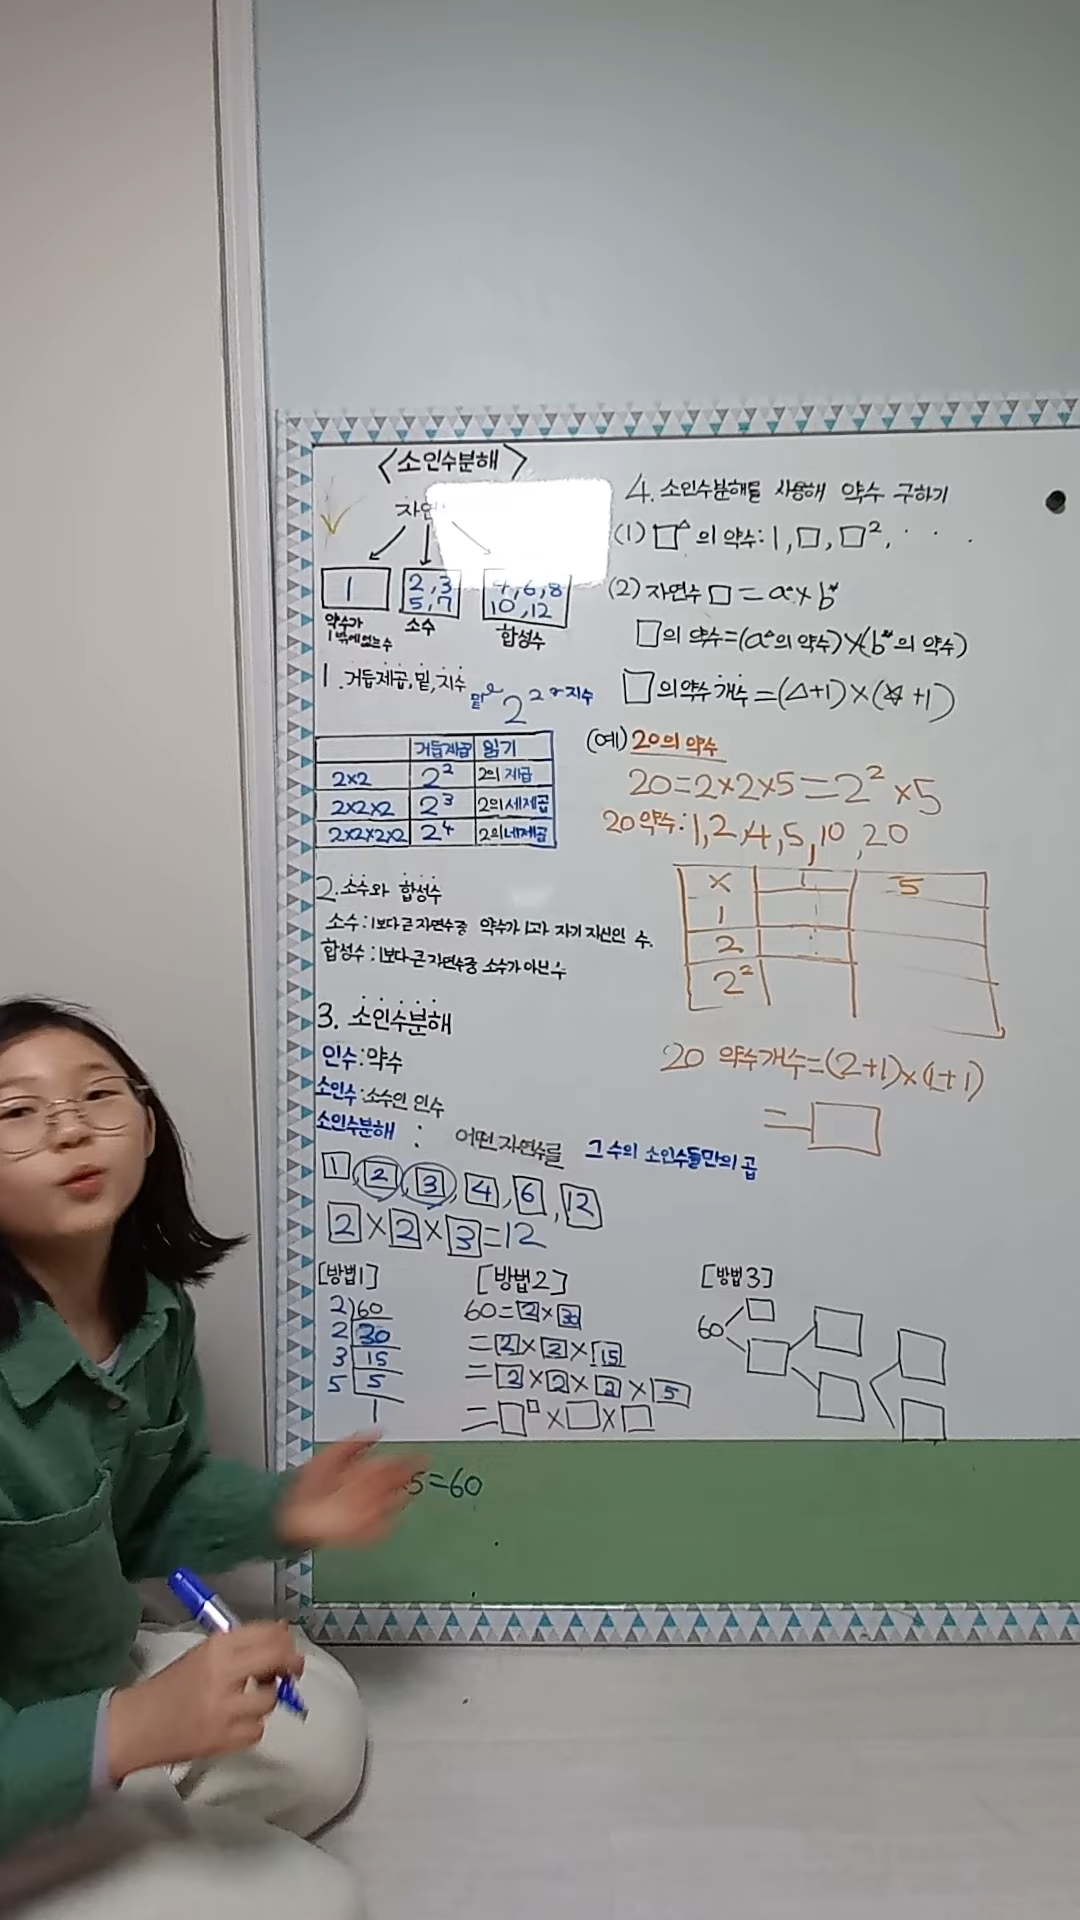 <소인수분해>
1
2,3
5,7
4,6,8
10,12
약수가
1밖에없는수
소수
합성수
1.거듭제곱,밑,지수
밑 2² 지수
거듭제곱 읽기
2×2 2² 2의 제곱
2×2×2 2³ 2의세제곱
2×2×2×2 2⁴ 2의네제곱
2.소수와 합성수
소수:1보다큰자연수중 약수가 1과 자기자신인 수.
합성수:1보다큰자연수중 소수가아닌수
3. 소인수분해
인수:약수
소인수:소수인 인수
소인수분해 : 어떤 자연수를 그 수의 소인수들만의 곱
1,2,3,4,6,12
2×2×3=12
[방법1]
2)60
2 30
3 15
5 5
1
[방법2]
60=2×30
=2×2×15
=2×2×2×5
=□□×□×□
[방법3]
60
5=60
4. 소인수분해를 사용해 약수 구하기
(1)□△의 약수:1,□,□²,· · ·
(2)자연수□=a△×b☆
□의 약수=(a△의 약수)×(b☆의 약수)
□의약수개수=(△+1)×(☆+1)
(예)20의 약수
20=2×2×5=2²×5
20약수:1,2,4,5,10,20
× 1 5
1
2
2²
20 약수개수=(2+1)×(1+1)
=□